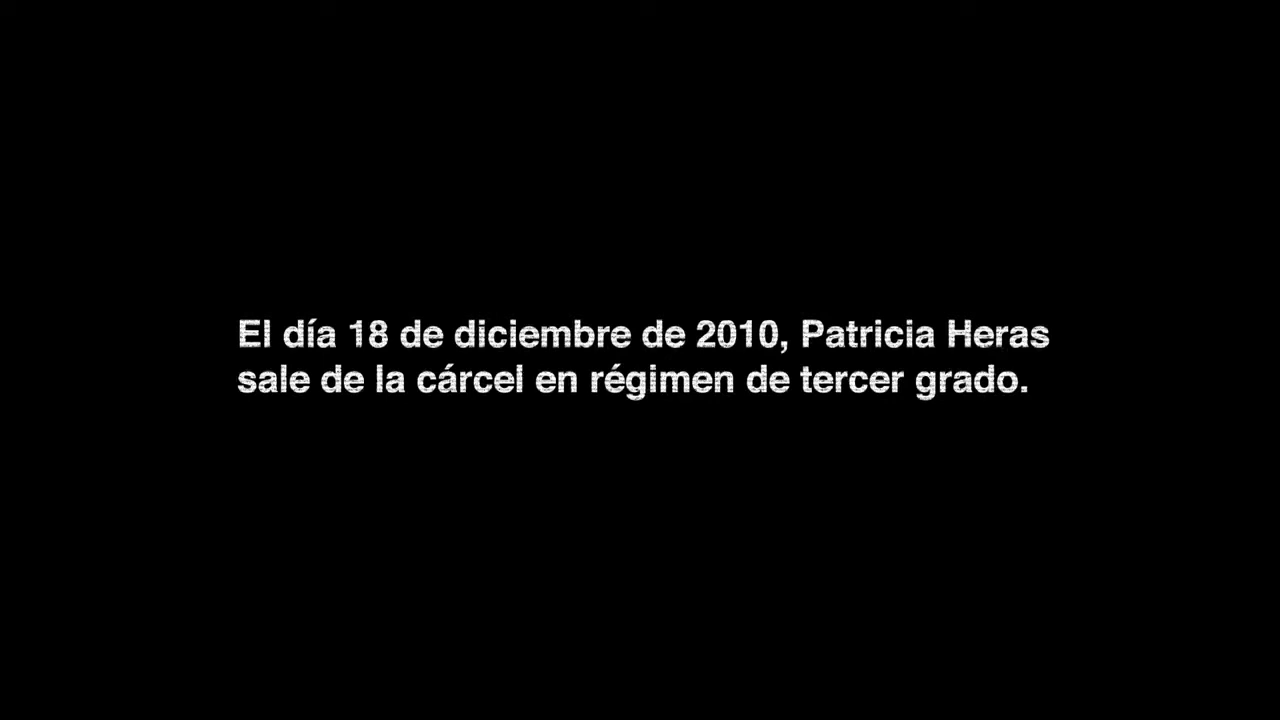 El día 18 de diciembre de 2010, Patricia Heras
sale de la cárcel en régimen de tercer grado.